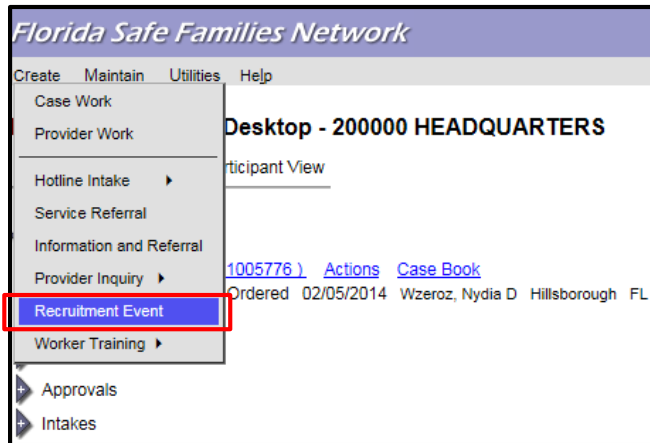 Florida Safe Families Network
Create Maintain Utilities Help
Case Work
Provider Work
Desktop - 200000 HEADQUARTERS
rticipant View
Hotline Intake
Service Referral
Information and Referral
Provider Inquiry
1005776 ) Actions Case Book
Ordered 02/05/2014 Wzeroz, Nydia D Hillsborough FL
Recruitment Event
Worker Training
Approvals
Intakes